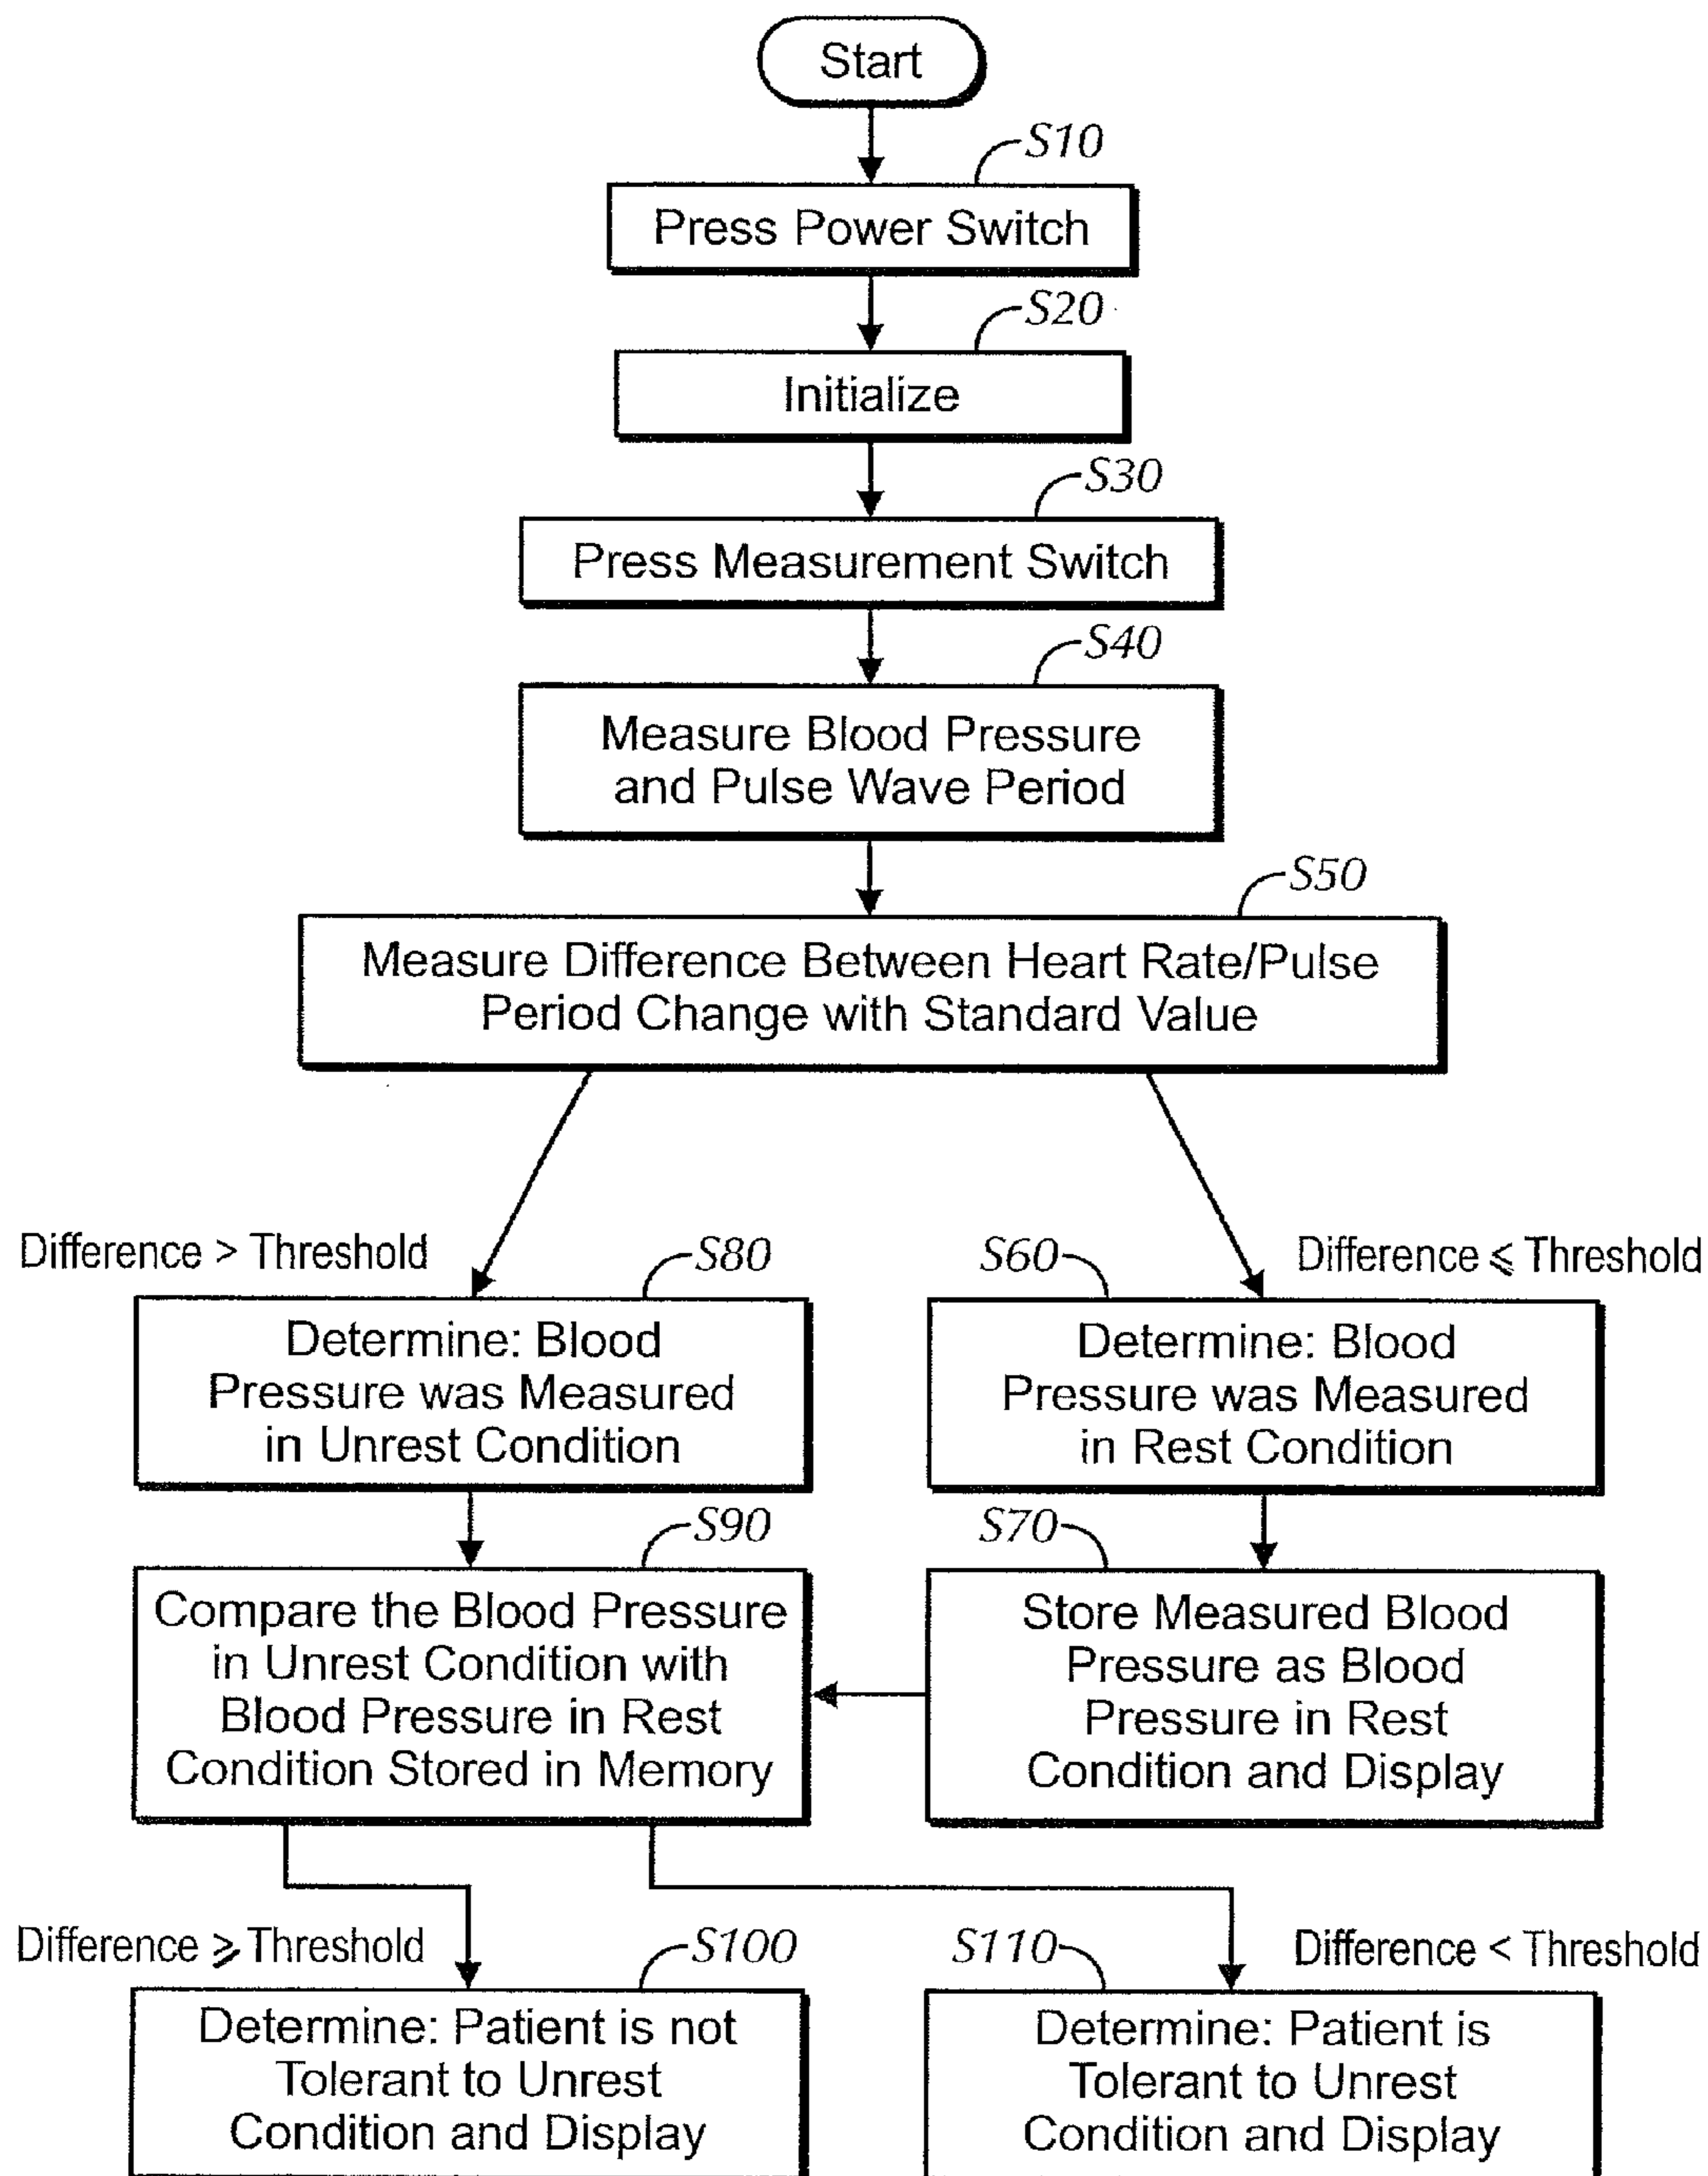 Start
S10
Press Power Switch
S20
Initialize
S30
Press Measurement Switch
S40
Measure Blood Pressure
and Pulse Wave Period
S50
Measure Difference Between Heart Rate/Pulse
Period Change with Standard Value
Difference > Threshold
S80
S60
Difference ⩽ Threshold
Determine: Blood
Pressure was Measured
in Unrest Condition
Determine: Blood
Pressure was Measured
in Rest Condition
S90
S70
Compare the Blood Pressure
in Unrest Condition with
Blood Pressure in Rest
Condition Stored in Memory
Store Measured Blood
Pressure as Blood
Pressure in Rest
Condition and Display
Difference ⩾ Threshold
S100
S110
Difference < Threshold
Determine: Patient is not
Tolerant to Unrest
Condition and Display
Determine: Patient is
Tolerant to Unrest
Condition and Display